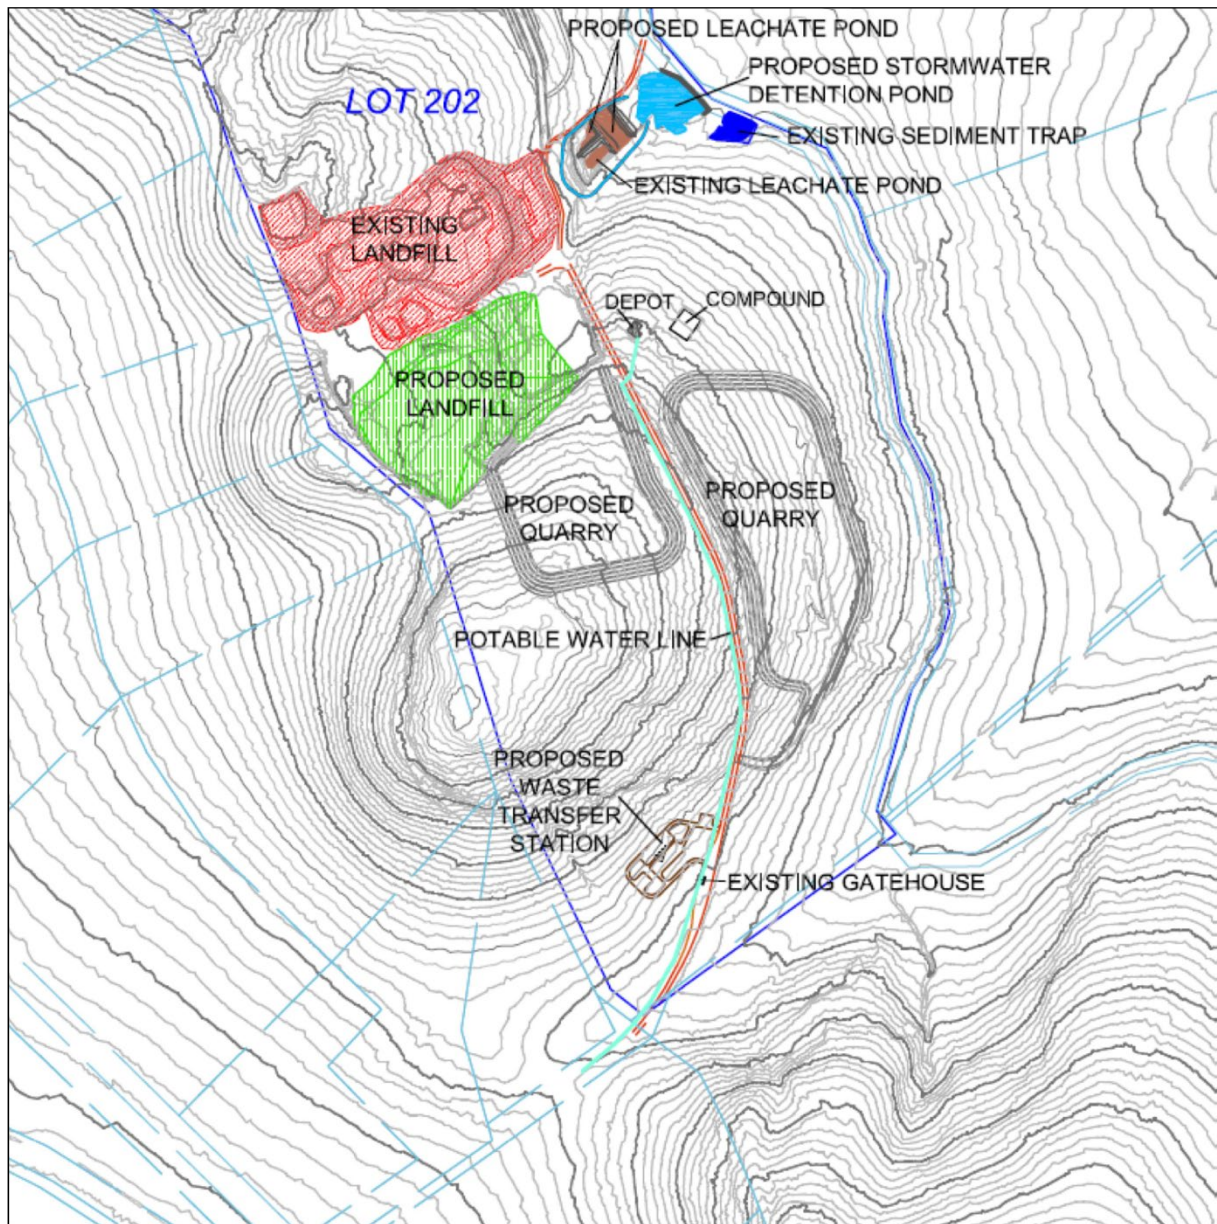 PROPOSED LEACHATE POND
PROPOSED STORMWATER
DETENTION POND
LOT 202
EXISTING SEDIMENT TRAP
EXISTING LEACHATE POND
EXISTING
LANDFILL
DEPOT
COMPOUND
PROPOSED
LANDFILL
PROPOSED
QUARRY
PROPOSED
QUARRY
POTABLE WATER LINE
PROPOSED
WASTE
TRANSFER
STATION
EXISTING GATEHOUSE